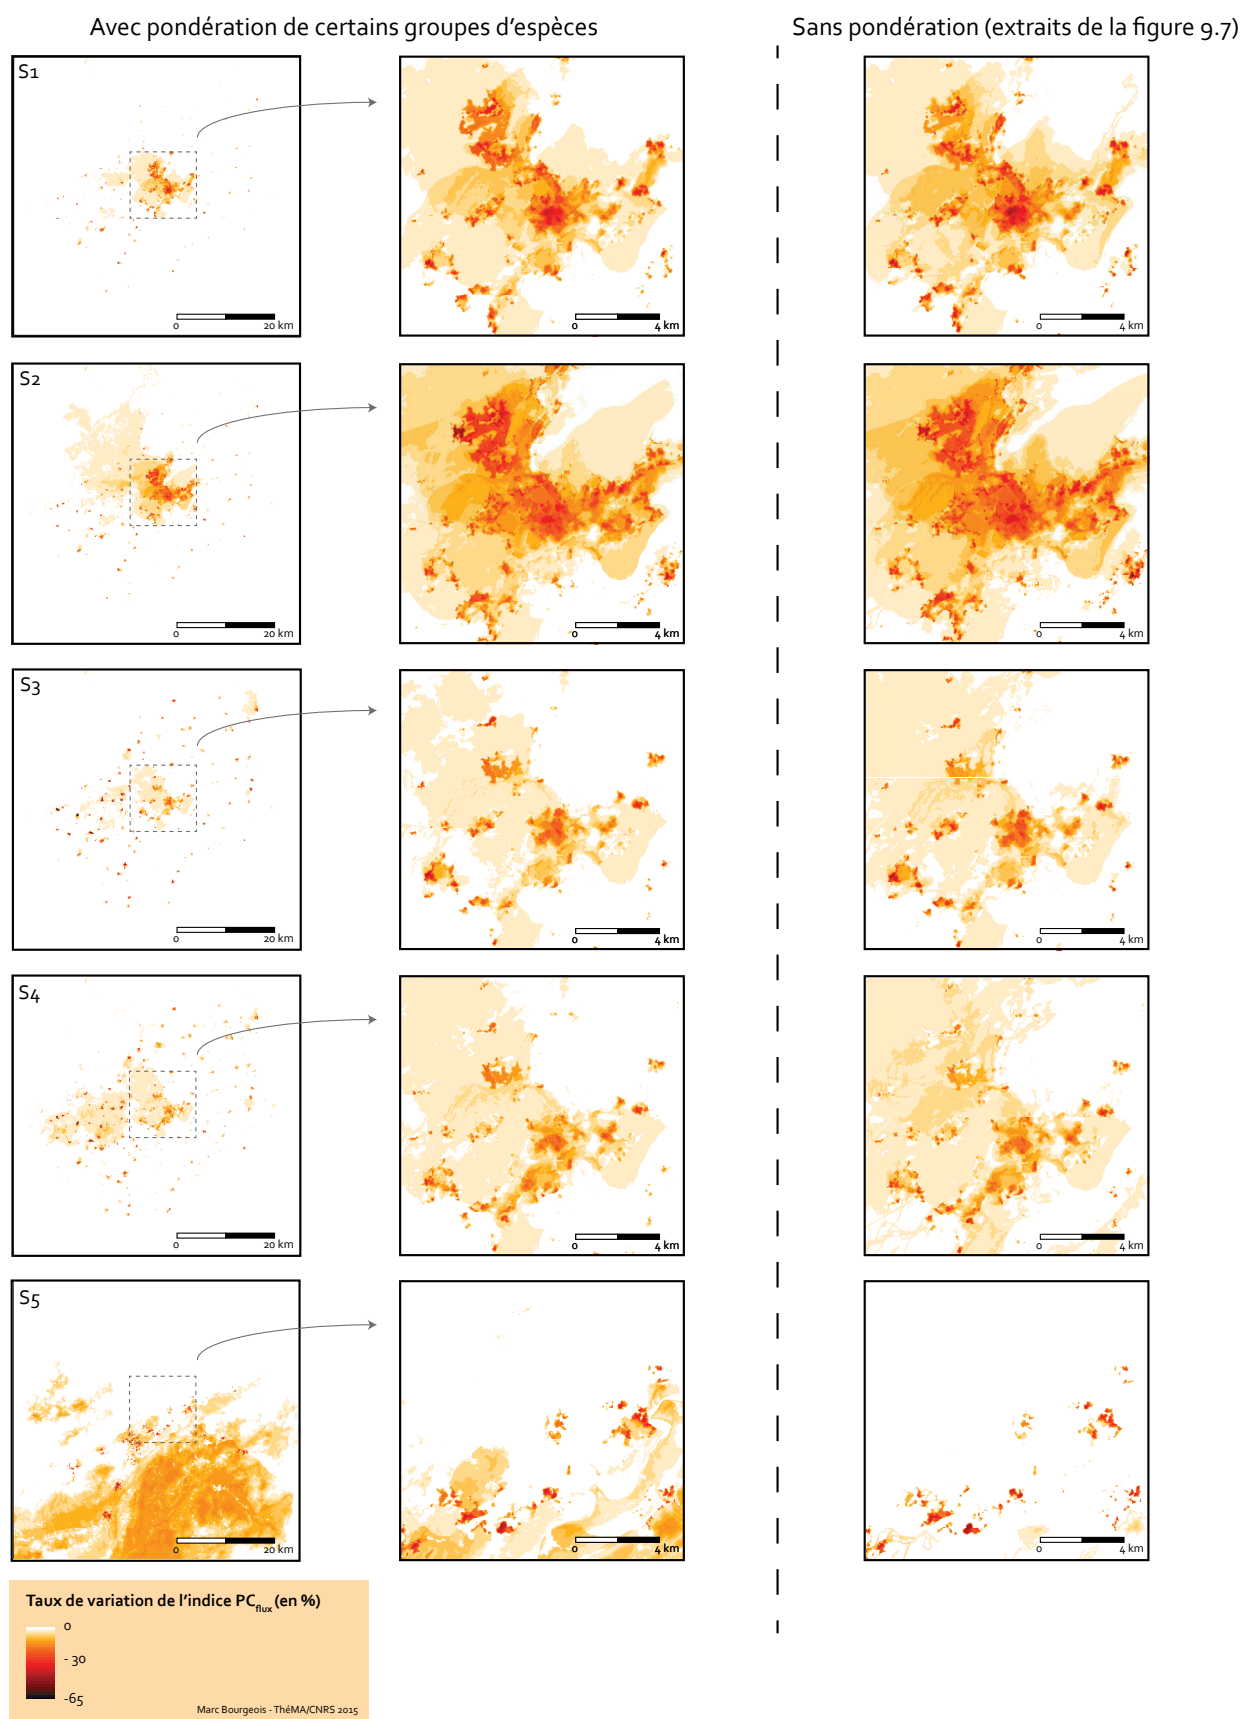 Avec pondération de certains groupes d'espèces
Sans pondération (extraits de la figure 9.7)
S1
0 20 km
0 4 km
0 4 km
S2
0 20 km
0 4 km
0 4 km
S3
0 20 km
0 4 km
0 4 km
S4
0 20 km
0 4 km
0 4 km
S5
0 20 km
0 4 km
0 4 km
Taux de variation de l'indice PCflux (en %)
0
- 30
-65
Marc Bourgeois - ThéMA/CNRS 2015